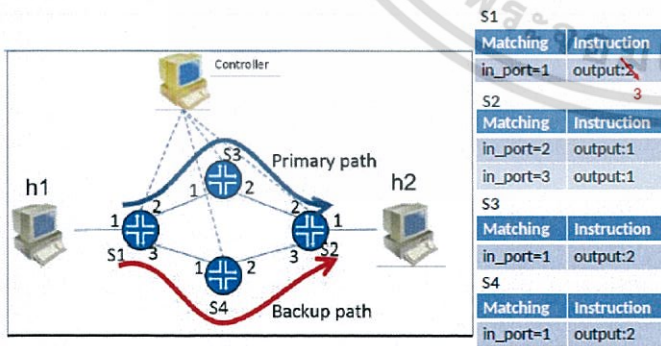 Controller
S3
Primary path
1
2
h1
h2
1
2
3
S1
2
1
3
S2
1
2
S4
Backup path
S1
Matching Instruction
in_port=1 output:2
3
S2
Matching Instruction
in_port=2 output:1
in_port=3 output:1
S3
Matching Instruction
in_port=1 output:2
S4
Matching Instruction
in_port=1 output:2